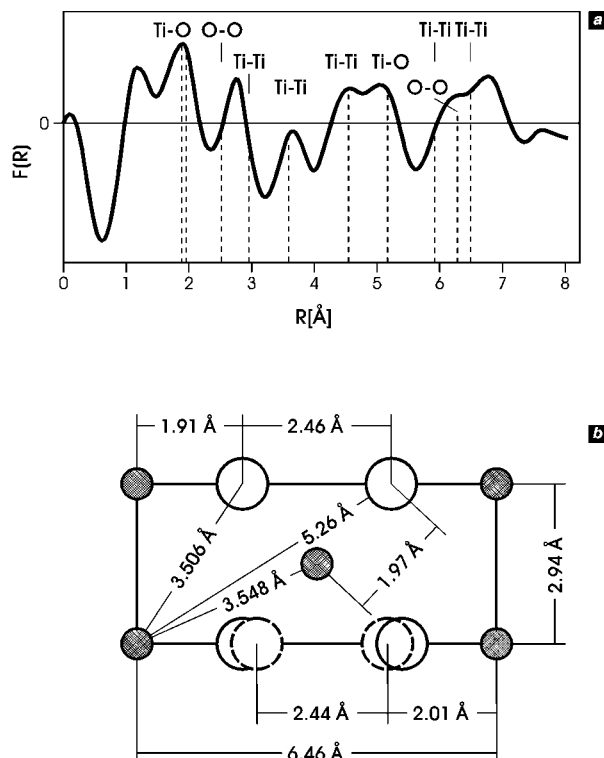 a
Ti–O O–O Ti–Ti Ti–Ti
Ti–Ti Ti–Ti Ti–O
Ti–Ti O–O
0
F(R)
0 1 2 3 4 5 6 7 8
R[Å]
b
1.91 Å 2.46 Å
3.506 Å
5.26 Å
3.548 Å
1.97 Å
2.94 Å
2.44 Å 2.01 Å
6.46 Å